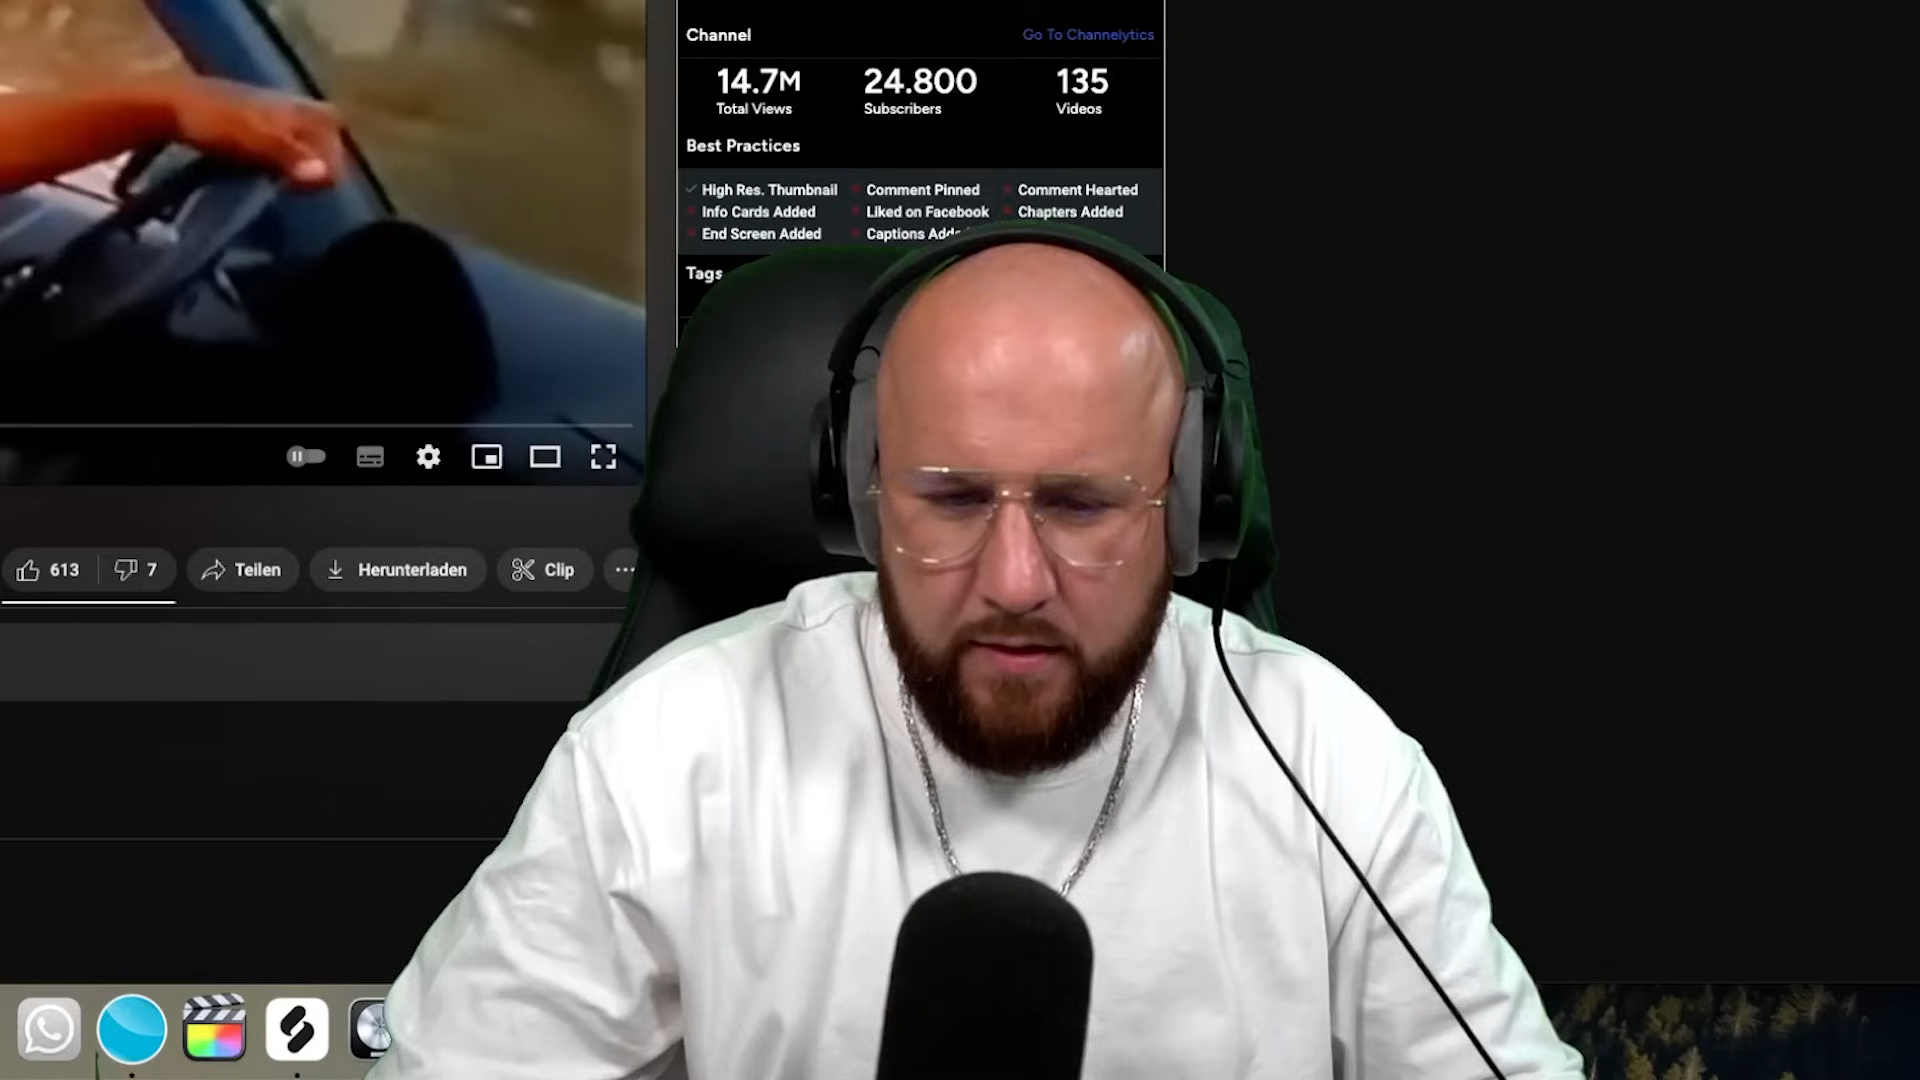 Channel
Go To Channelytics
14.7M
24.800
135
Total Views
Subscribers
Videos
Best Practices
High Res. Thumbnail
Comment Pinned
Comment Hearted
Info Cards Added
Liked on Facebook
Chapters Added
End Screen Added
Captions
Tags
613
7
Teilen
Herunterladen
Clip